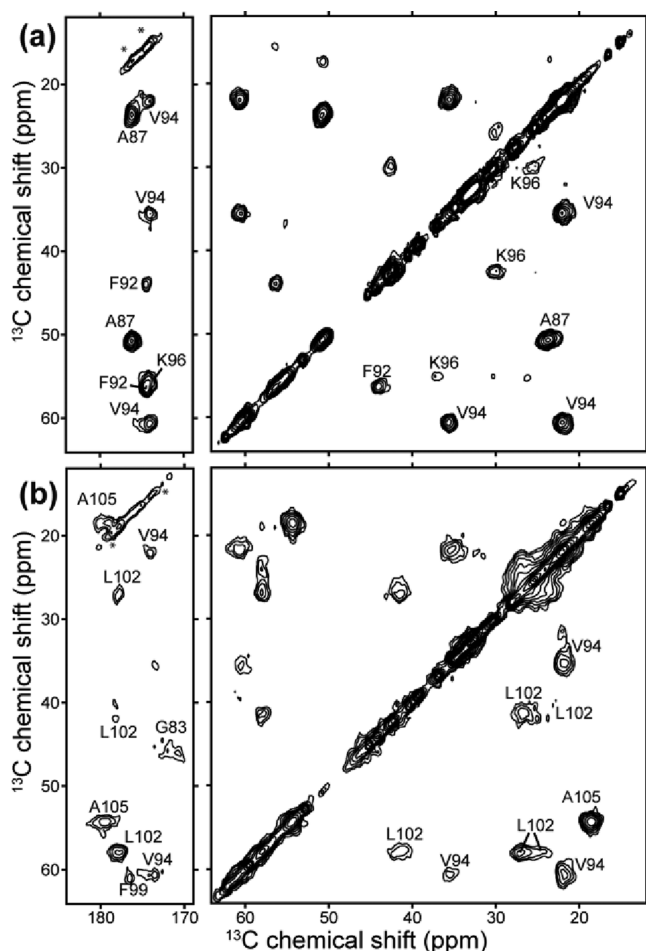 (a)
*
*
20
A87
V94
30
V94
F92
40
A87
50
F92
K96
V94
60
K96
V94
K96
A87
F92
K96
V94
V94
13C chemical shift (ppm)
(b)
A105
*
*
V94
20
L102
30
L102
G83
40
50
A105
L102
V94
F99
60
V94
L102
L102
A105
L102
V94
L102
V94
13C chemical shift (ppm)
180
170
60
50
40
30
20
13C chemical shift (ppm)